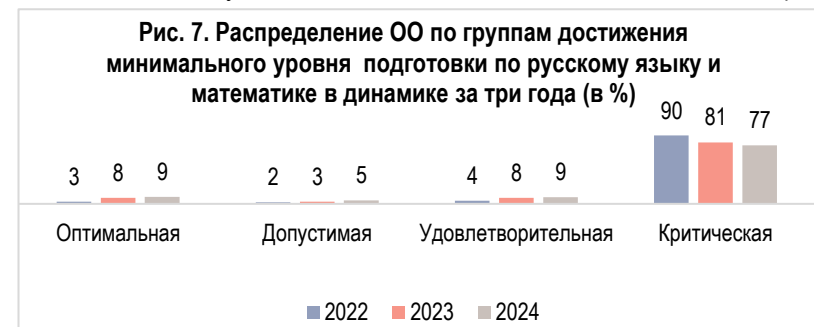 Рис. 7. Распределение ОО по группам достижения
минимального уровня подготовки по русскому языку и
математике в динамике за три года (в %)
3 8 9 2 3 5 4 8 9 90 81 77
Оптимальная Допустимая Удовлетворительная Критическая
2022 2023 2024